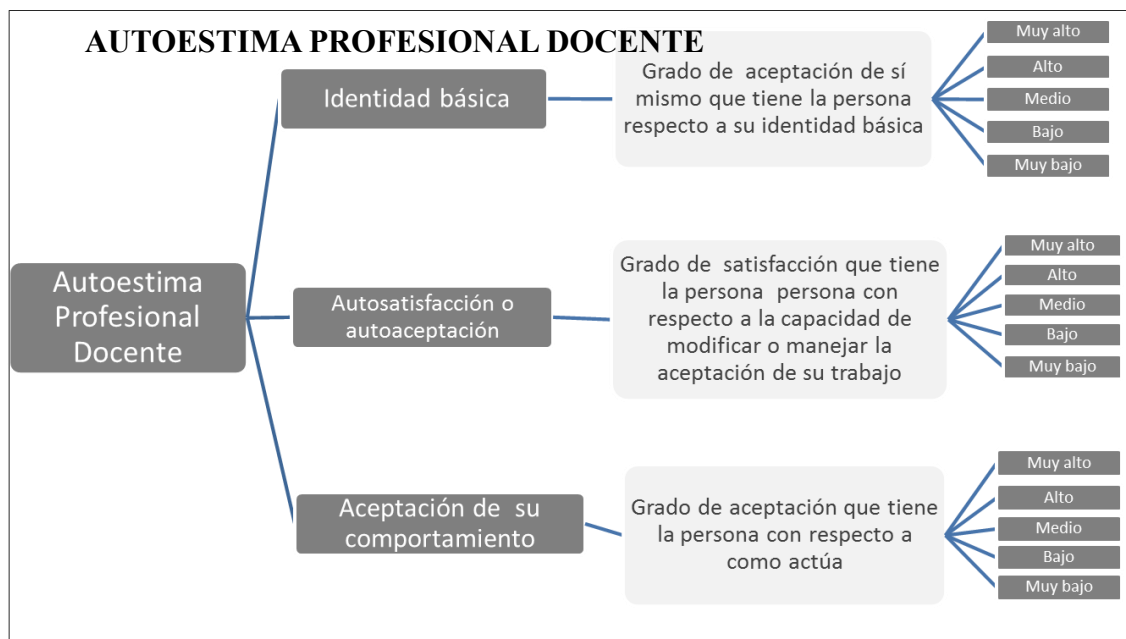 AUTOESTIMA PROFESIONAL DOCENTE
Autoestima
Profesional
Docente
Identidad básica
Grado de aceptación de sí
mismo que tiene la persona
respecto a su identidad básica
Muy alto
Alto
Medio
Bajo
Muy bajo
Autosatisfacción o
autoaceptación
Grado de satisfacción que tiene
la persona persona con
respecto a la capacidad de
modificar o manejar la
aceptación de su trabajo
Muy alto
Alto
Medio
Bajo
Muy bajo
Aceptación de su
comportamiento
Grado de aceptación que tiene
la persona con respecto a
como actúa
Muy alto
Alto
Medio
Bajo
Muy bajo